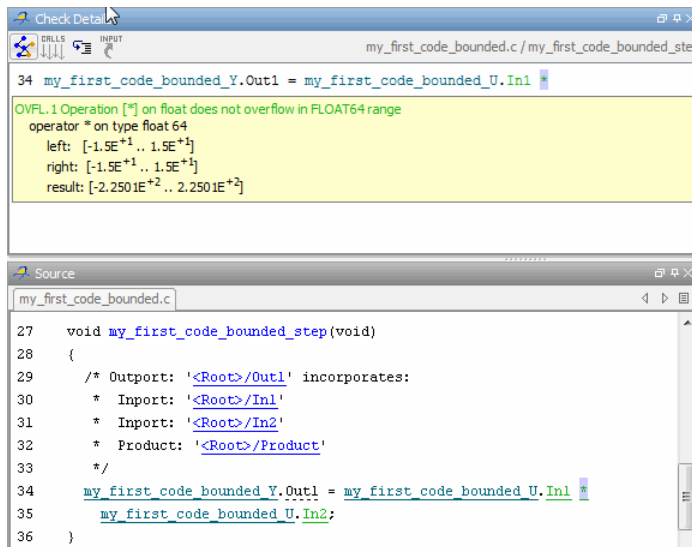 Check Details
CALLS
INPUT
my_first_code_bounded.c / my_first_code_bounded_ste
34 my_first_code_bounded_Y.Out1 = my_first_code_bounded_U.In1 *
OVFL.1 Operation [*] on float does not overflow in FLOAT64 range
operator * on type float 64
left: [-1.5E+1 .. 1.5E+1]
right: [-1.5E+1 .. 1.5E+1]
result: [-2.2501E+2 .. 2.2501E+2]
Source
my_first_code_bounded.c
27 void my_first_code_bounded_step(void)
28 {
29 /* Outport: '<Root>/Out1' incorporates:
30 * Inport: '<Root>/In1'
31 * Inport: '<Root>/In2'
32 * Product: '<Root>/Product'
33 */
34 my_first_code_bounded_Y.Out1 = my_first_code_bounded_U.In1 *
35 my_first_code_bounded_U.In2;
36 }